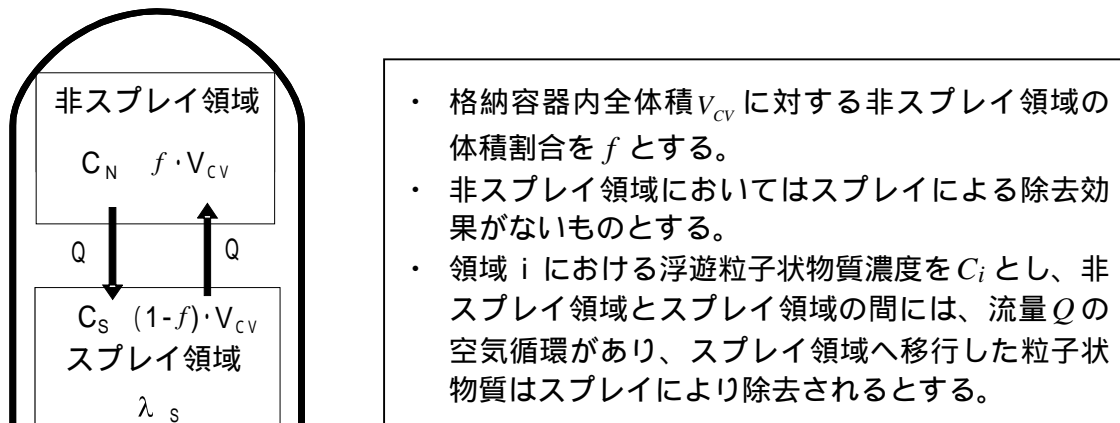 非スプレイ領域
C_N f・V_CV
Q Q
C_S (1-f)・V_CV
スプレイ領域
λ_S
・ 格納容器内全体積V_CVに対する非スプレイ領域の
体積割合をfとする。
・ 非スプレイ領域においてはスプレイによる除去効
果がないものとする。
・ 領域iにおける浮遊粒子状物質濃度をC_iとし、非
スプレイ領域とスプレイ領域の間には、流量Qの
空気循環があり、スプレイ領域へ移行した粒子状
物質はスプレイにより除去されるとする。